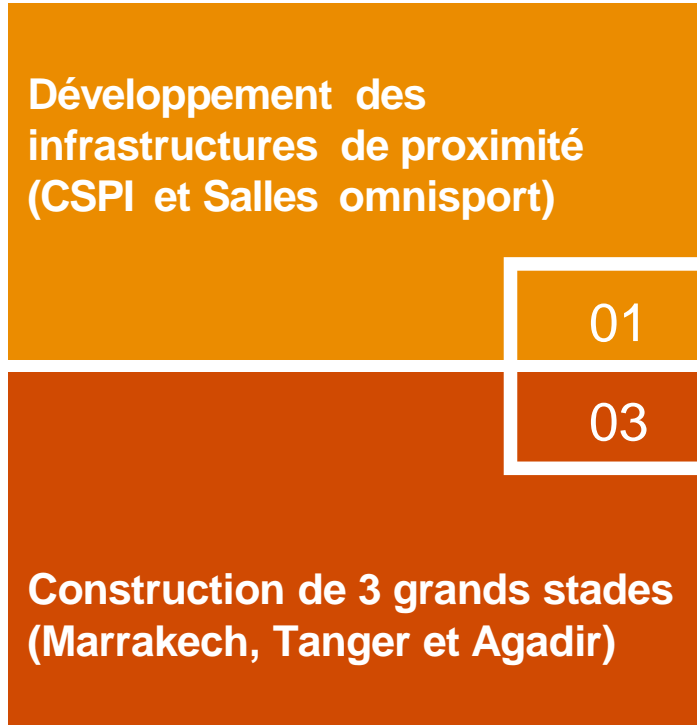 Développement des
infrastructures de proximité
(CSPI et Salles omnisport)
01
03
Construction de 3 grands stades
(Marrakech, Tanger et Agadir)